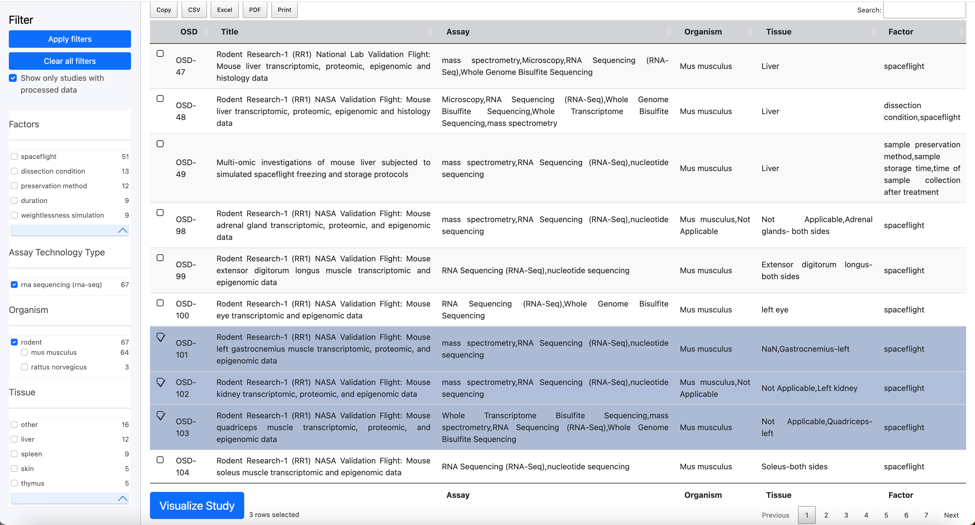 Filter
Apply filters
Clear all filters
Show only studies with
processed data
Factors
spaceflight 51
dissection condition 13
preservation method 12
duration 9
weightlessness simulation 9
Assay Technology Type
rna sequencing (rna-seq) 67
Organism
rodent 67
mus musculus 64
rattus norvegicus 3
Tissue
other 16
liver 12
spleen 9
skin 5
thymus 5
Copy CSV Excel PDF Print
Search:
OSD Title Assay Organism Tissue Factor
OSD-
47
Rodent Research-1 (RR1) National Lab Validation Flight:
Mouse liver transcriptomic, proteomic, epigenomic and
histology data
mass spectrometry,Microscopy,RNA Sequencing (RNA-
Seq),Whole Genome Bisulfite Sequencing
Mus musculus
Liver
spaceflight
OSD-
48
Rodent Research-1 (RR1) NASA Validation Flight: Mouse
liver transcriptomic, proteomic, epigenomic and histology
data
Microscopy,RNA Sequencing (RNA-Seq),Whole Genome
Bisulfite Sequencing,Whole Transcriptome Bisulfite
Sequencing,mass spectrometry
Mus musculus
Liver
dissection
condition,spaceflight
OSD-
49
Multi-omic investigations of mouse liver subjected to
simulated spaceflight freezing and storage protocols
mass spectrometry,RNA Sequencing (RNA-Seq),nucleotide
sequencing
Mus musculus
Liver
sample preservation
method,sample
storage time,time of
sample collection
after treatment
OSD-
98
Rodent Research-1 (RR1) NASA Validation Flight: Mouse
adrenal gland transcriptomic, proteomic, and epigenomic
data
mass spectrometry,RNA Sequencing (RNA-Seq),nucleotide
sequencing
Mus musculus,Not
Applicable
Not Applicable,Adrenal
glands- both sides
spaceflight
OSD-
99
Rodent Research-1 (RR1) NASA Validation Flight: Mouse
extensor digitorum longus muscle transcriptomic and
epigenomic data
RNA Sequencing (RNA-Seq),nucleotide sequencing
Mus musculus
Extensor digitorum longus-
both sides
spaceflight
OSD-
100
Rodent Research-1 (RR1) NASA Validation Flight: Mouse
eye transcriptomic and epigenomic data
RNA Sequencing (RNA-Seq),Whole Genome Bisulfite
Sequencing
Mus musculus
left eye
spaceflight
OSD-
101
Rodent Research-1 (RR1) NASA Validation Flight: Mouse
left gastrocnemius muscle transcriptomic, proteomic, and
epigenomic data
mass spectrometry,RNA Sequencing (RNA-Seq),nucleotide
sequencing
Mus musculus
NaN,Gastrocnemius-left
spaceflight
OSD-
102
Rodent Research-1 (RR1) NASA Validation Flight: Mouse
kidney transcriptomic, proteomic, and epigenomic data
mass spectrometry,RNA Sequencing (RNA-Seq),nucleotide
sequencing
Mus musculus,Not
Applicable
Not Applicable,Left kidney
spaceflight
OSD-
103
Rodent Research-1 (RR1) NASA Validation Flight: Mouse
quadriceps muscle transcriptomic, proteomic, and
epigenomic data
Whole Transcriptome Bisulfite Sequencing,mass
spectrometry,RNA Sequencing (RNA-Seq),Whole Genome
Bisulfite Sequencing
Mus musculus
Not Applicable,Quadriceps-
left
spaceflight
OSD-
104
Rodent Research-1 (RR1) NASA Validation Flight: Mouse
soleus muscle transcriptomic and epigenomic data
RNA Sequencing (RNA-Seq),nucleotide sequencing
Mus musculus
Soleus-both sides
spaceflight
Assay Organism Tissue Factor
Visualize Study
3 rows selected
Previous 1 2 3 4 5 6 7 Next